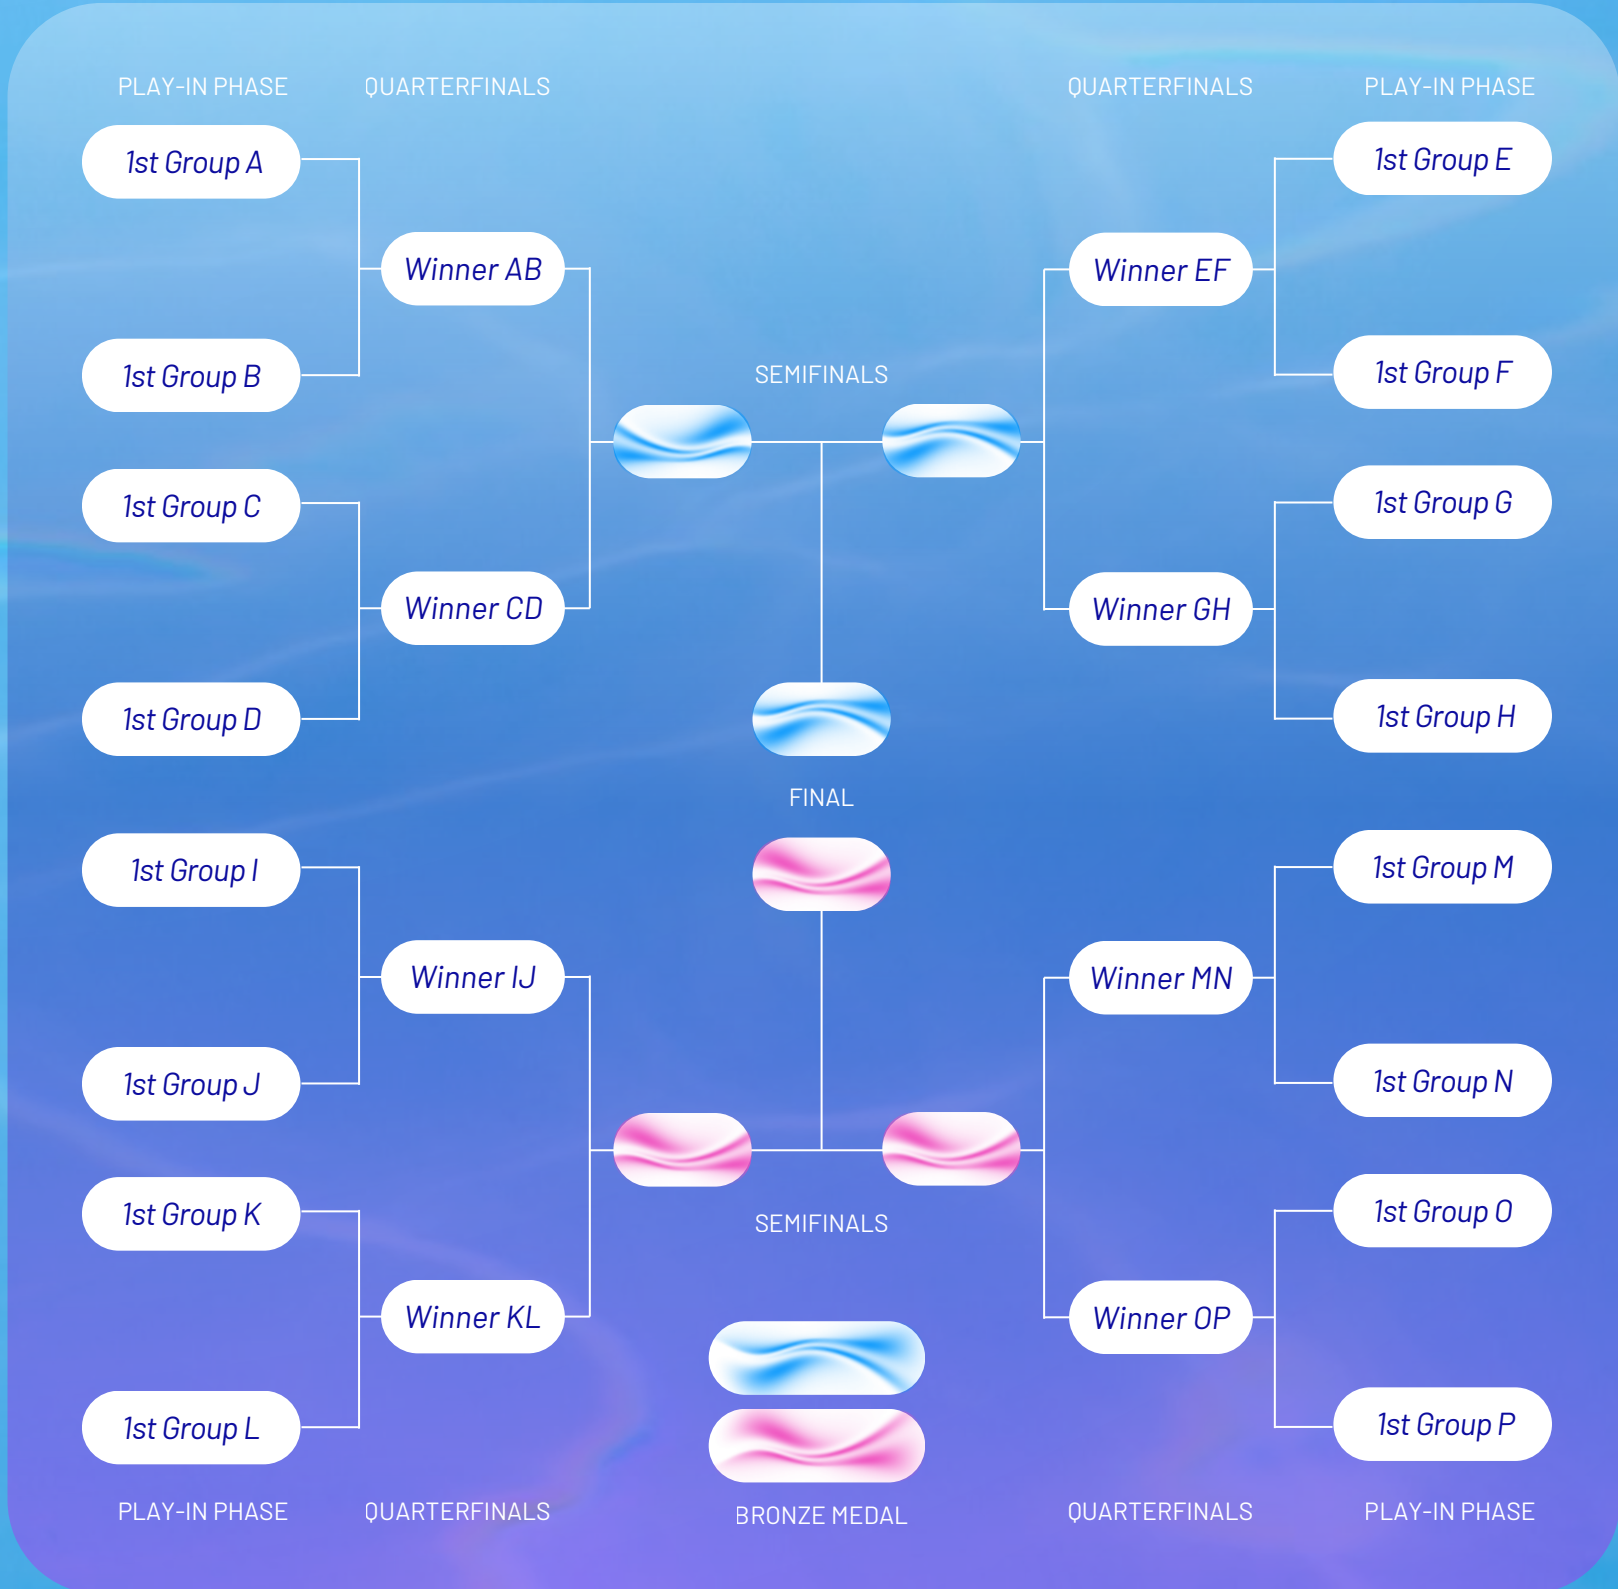 PLAY-IN PHASE
QUARTERFINALS
QUARTERFINALS
PLAY-IN PHASE
1st Group A
1st Group E
Winner AB
Winner EF
1st Group B
1st Group F
SEMIFINALS
1st Group C
1st Group G
Winner CD
Winner GH
1st Group D
1st Group H
FINAL
1st Group I
1st Group M
Winner IJ
Winner MN
1st Group J
1st Group N
1st Group K
1st Group O
SEMIFINALS
Winner KL
Winner OP
1st Group L
1st Group P
PLAY-IN PHASE
QUARTERFINALS
BRONZE MEDAL
QUARTERFINALS
PLAY-IN PHASE